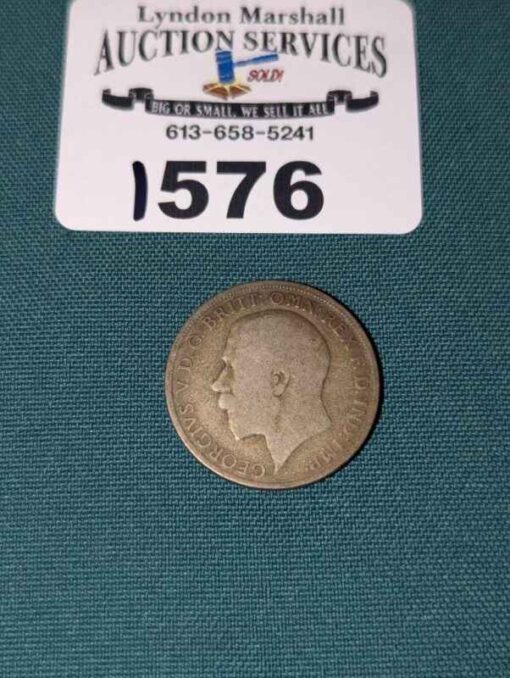 Lyndon Marshall
AUCTION SERVICES
SOLD!
BIG OR SMALL, WE SELL IT ALL
613-658-5241
1576
GEORGIVS V D.G. BRITT: OMN: REX F.D. IND: IMP: